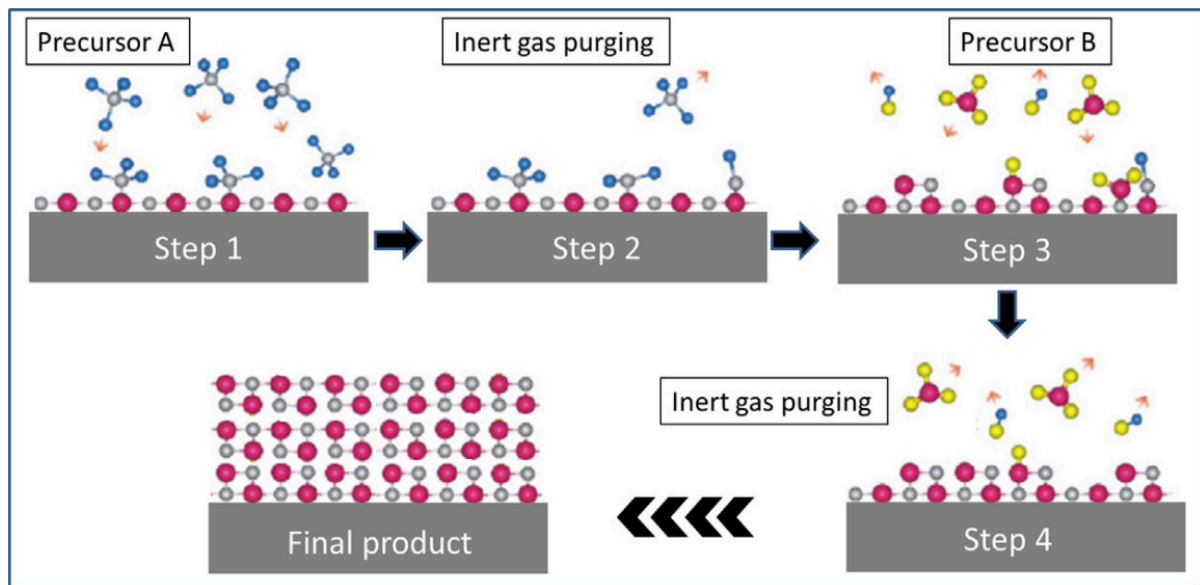 Precursor A
Inert gas purging
Precursor B
Step 1
Step 2
Step 3
Inert gas purging
Final product
Step 4